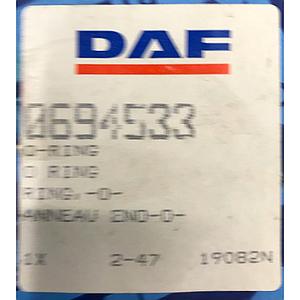 DAF
0694533
O-RING
O RING
RING,-O-
ANNEAU END-O-
1X 2-47 19082N